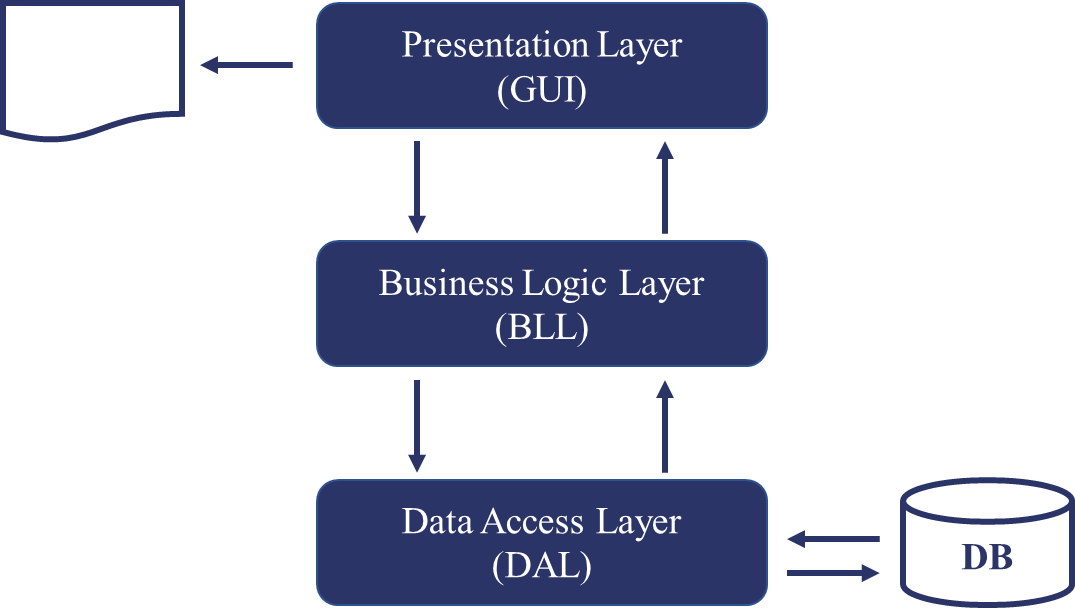 Presentation Layer
(GUI)
Business Logic Layer
(BLL)
Data Access Layer
(DAL)
DB